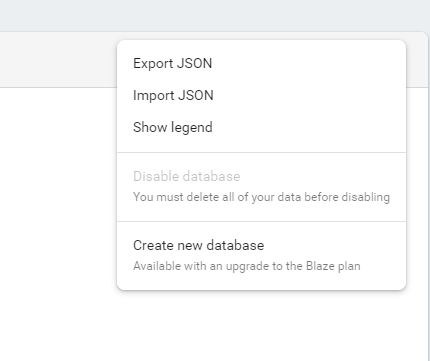 Export JSON
Import JSON
Show legend
Disable database
You must delete all of your data before disabling
Create new database
Available with an upgrade to the Blaze plan